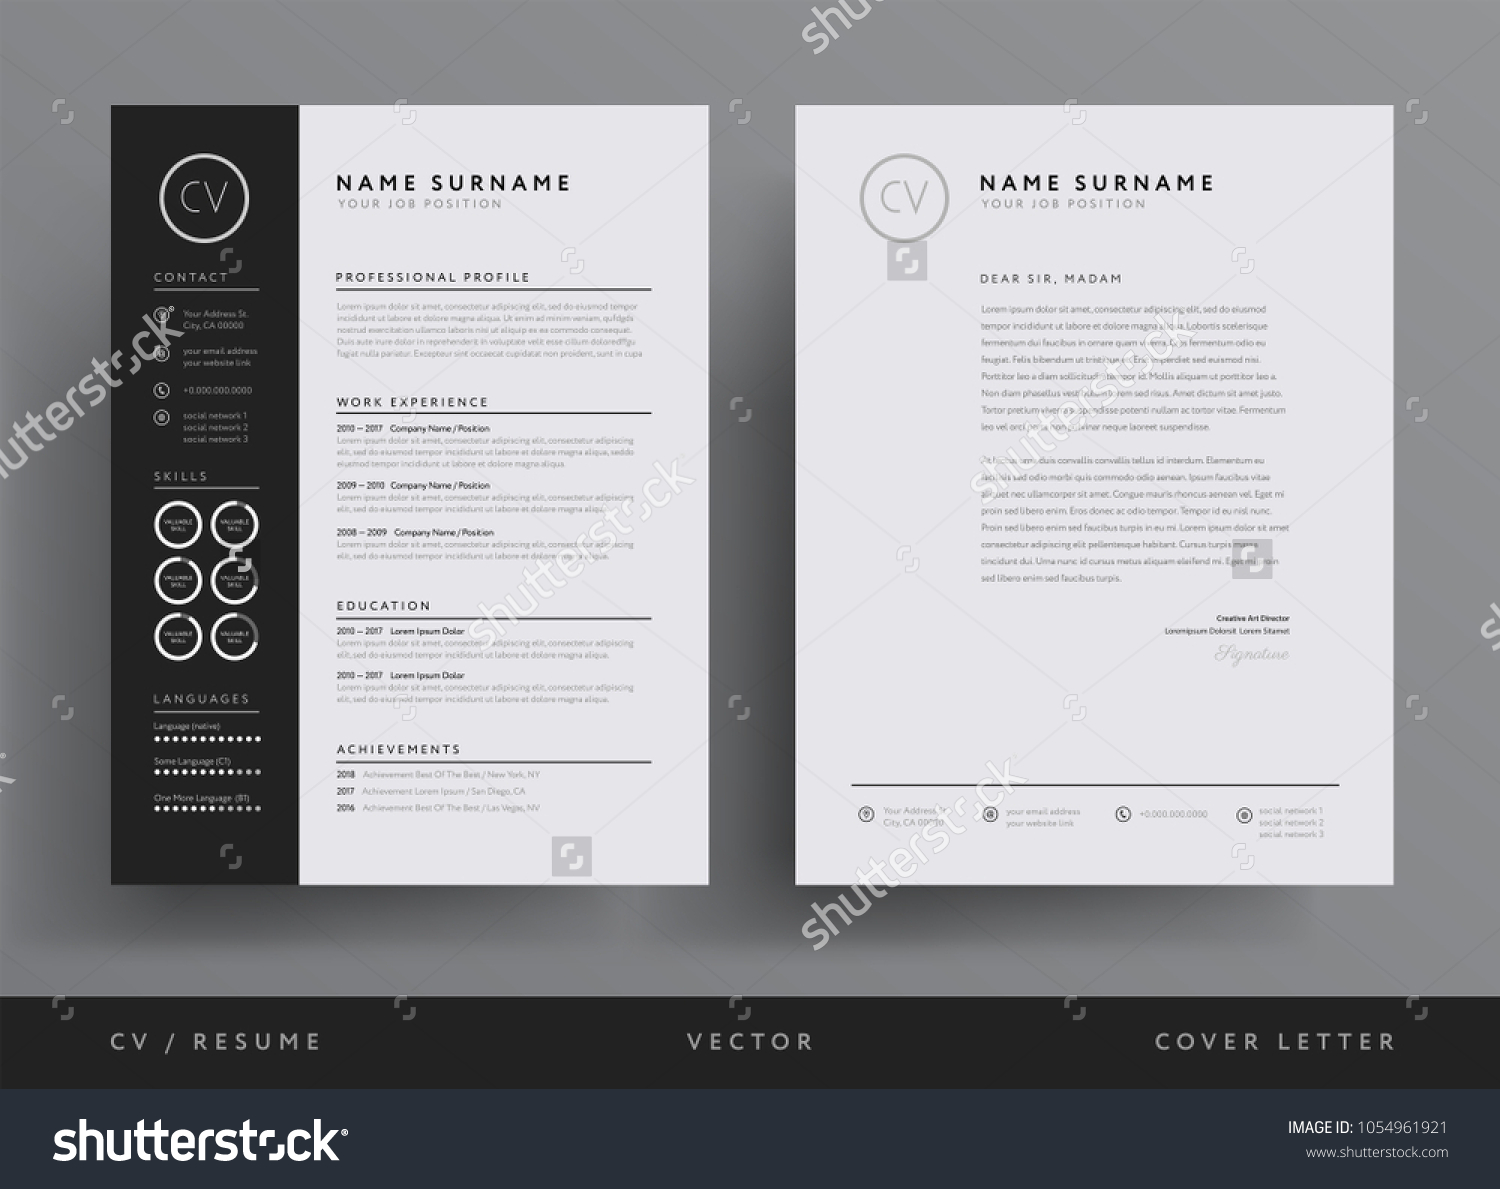 CV
CONTACT
Your Address St.
City, CA 00000
your email address
your website link
+0.000.000.0000
social network 1
social network 2
social network 3
SKILLS
VALUABLE
SKILL
VALUABLE
SKILL
VALUABLE
SKILL
VALUABLE
SKILL
VALUABLE
SKILL
VALUABLE
SKILL
LANGUAGES
Language (native)
Some Language (C1)
One More Language (B1)
NAME SURNAME
YOUR JOB POSITION
PROFESSIONAL PROFILE
Lorem ipsum dolor sit amet, consectetur adipiscing elit, sed do eiusmod tempor
incididunt ut labore et dolore magna aliqua. Ut enim ad minim veniam, qufdgds
nostrud exercitation ullamco laboris nisi ut aliquip ex ea commodo consequat.
Duis aute irure dolor in reprehenderit in voluptate velit esse cillum doloredffgu
fugiat nulla pariatur. Excepteur sint occaecat cupidatat non proident, sunt in cupa
WORK EXPERIENCE
2010 – 2017 Company Name / Position
Lorem ipsum dolor sit amet, consectetur adipiscing elit, consectetur adipiscing
elit, sed do eiusmod tempor incididunt ut labore et dolore magna aliqua, seddo
eiusmod tempor incididunt ut labore et dolore magna aliqua
2009 – 2010 Company Name / Position
Lorem ipsum dolor sit amet, consectetur adipiscing elit, consectetur adipiscing
elit, sed do eiusmod tempor incididunt ut labore et dolore magna aliqua.
2008 – 2009 Company Name / Position
Lorem ipsum dolor sit amet, consectetur adipiscing elit, consectetur adipiscing
elit, sed do eiusmod tempor incididunt ut labore et dolore magna aliqua.
EDUCATION
2010 – 2017 Lorem Ipsum Dolor
Lorem ipsum dolor sit amet, consectetur adipiscing elit, consectetur adipiscing
elit, sed do eiusmod tempor incididunt ut labore et dolore magna aliqua.
2010 – 2017 Lorem Ipsum Dolor
Lorem ipsum dolor sit amet, consectetur adipiscing elit, consectetur adipiscing
elit, sed do eiusmod tempor incididunt ut labore et dolore magna aliqua.
ACHIEVEMENTS
2018 Achievement Best Of The Best / New York, NY
2017 Achievement Lorem Ipsum / San Diego, CA
2016 Achievement Best Of The Best / Las Vegas, NV
CV
NAME SURNAME
YOUR JOB POSITION
DEAR SIR, MADAM
Lorem ipsum dolor sit amet, consectetur adipiscing elit, sed do eiusmod
tempor incididunt ut labore et dolore magna aliqua. Lobortis scelerisque
fermentum dui faucibus in ornare quam viverra. Orci fermentum odio eu
feugiat. Felis bibendum ut tristique et. Eros imperdiet sed euismod nisi.
Porttitor leo a diam sollicitudin tempor id. Mollis aliquam ut porttitor leo a.
Non diam phasellus vestibulum lorem sed risus. Amet dictum sit amet justo.
Tortor pretium viverra suspendisse potenti nullam ac tortor vitae. Fermentum
leo vel orci porta non pulvinar neque laoreet suspendisse.
duis convallis convallis tellus id interdum. Elementum eu
facilisis sed odio morbi quis commodo odio aenean. Ipsum faucibus vitae
aliquet nec ullamcorper sit amet. Congue mauris rhoncus aenean vel. Eget mi
proin sed libero enim. Eros donec ac odio tempor. Tempor id eu nisl nunc.
Proin sed libero enim sed faucibus turpis in eu mi. Lorem ipsum dolor sit amet
consectetur adipiscing elit pellentesque habitant. Cursus turpis massa
tincidunt dui. Urna nunc id cursus metus aliquam eleifend mi. Eget mi proin
sed libero enim sed faucibus turpis.
Creative Art Director
Loremipsum Dolorsit Lorem Sitamet
Signature
Your Address St.
City, CA 00000
your email address
your website link
+0.000.000.0000
social network 1
social network 2
social network 3
CV / RESUME
VECTOR
COVER LETTER
shutterstock
shutterstock
shutterstock
shutterstock
shutterstock
IMAGE ID: 1054961921
www.shutterstock.com